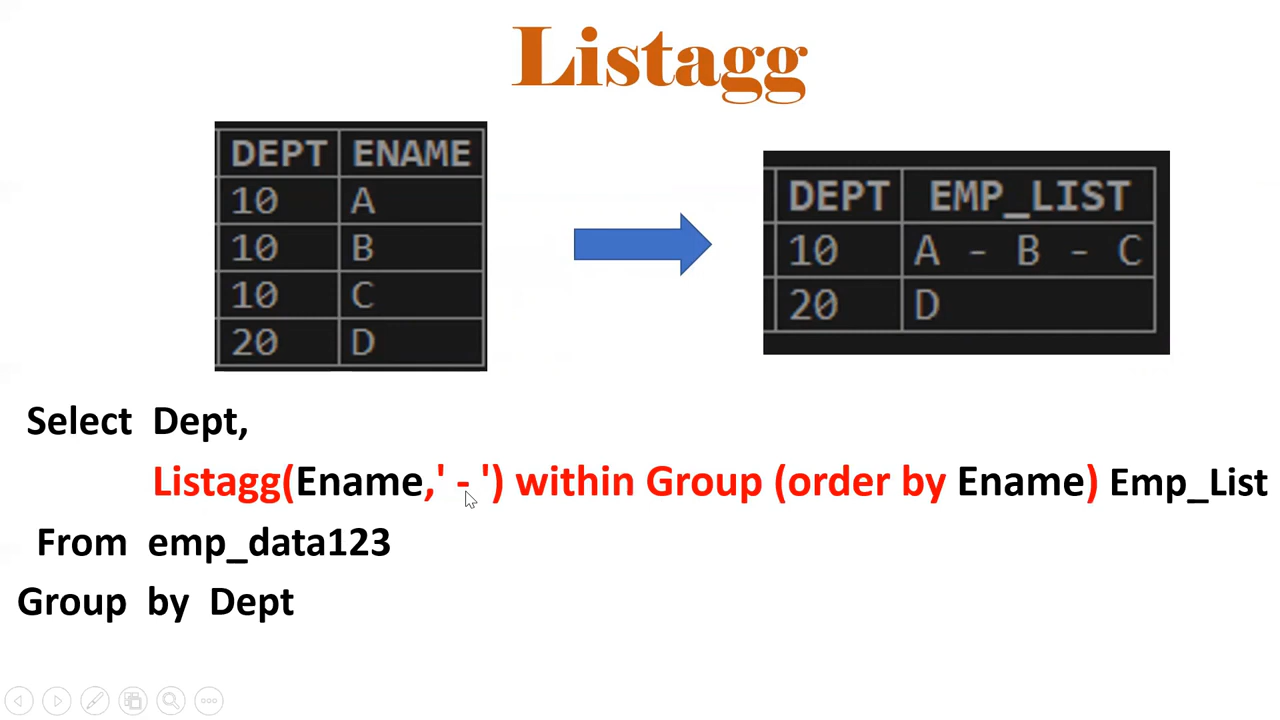 Listagg
DEPT ENAME
10 A
10 B
10 C
20 D
DEPT EMP_LIST
10 A - B - C
20 D
Select Dept,
Listagg(Ename,' - ') within Group (order by Ename) Emp_List
From emp_data123
Group by Dept